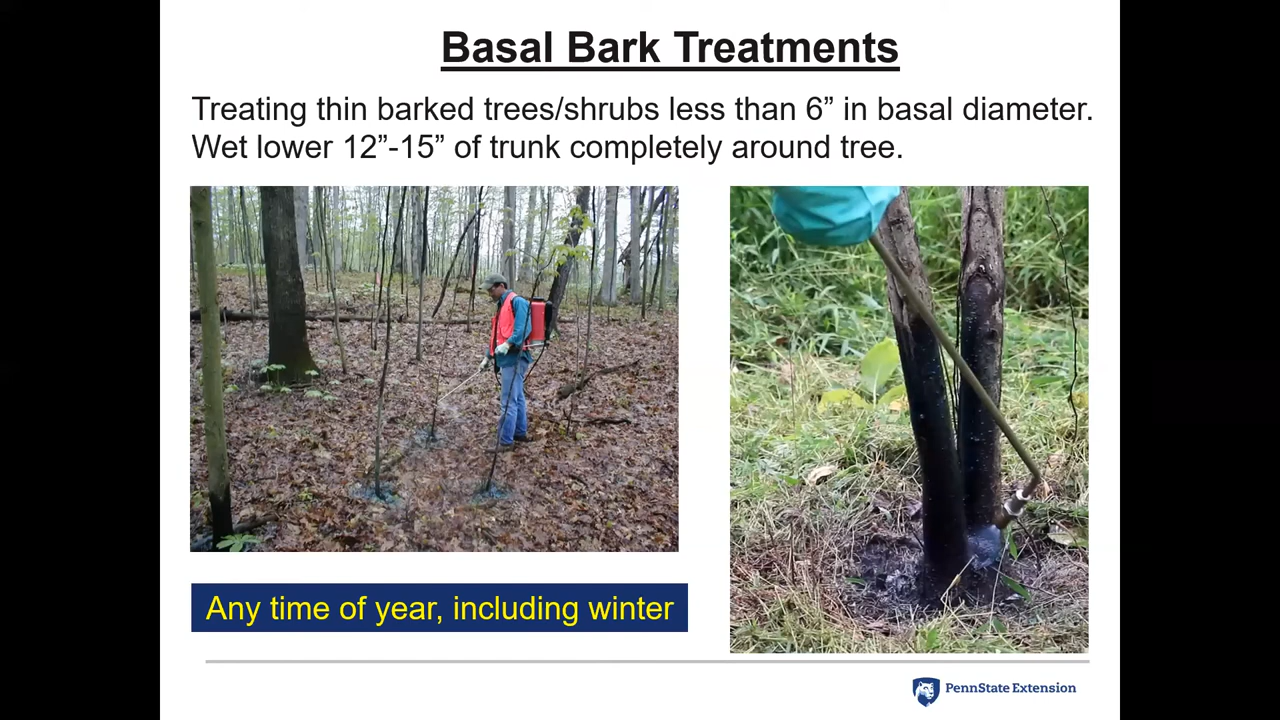 Basal Bark Treatments
Treating thin barked trees/shrubs less than 6” in basal diameter.
Wet lower 12”-15” of trunk completely around tree.
Any time of year, including winter
PennState Extension